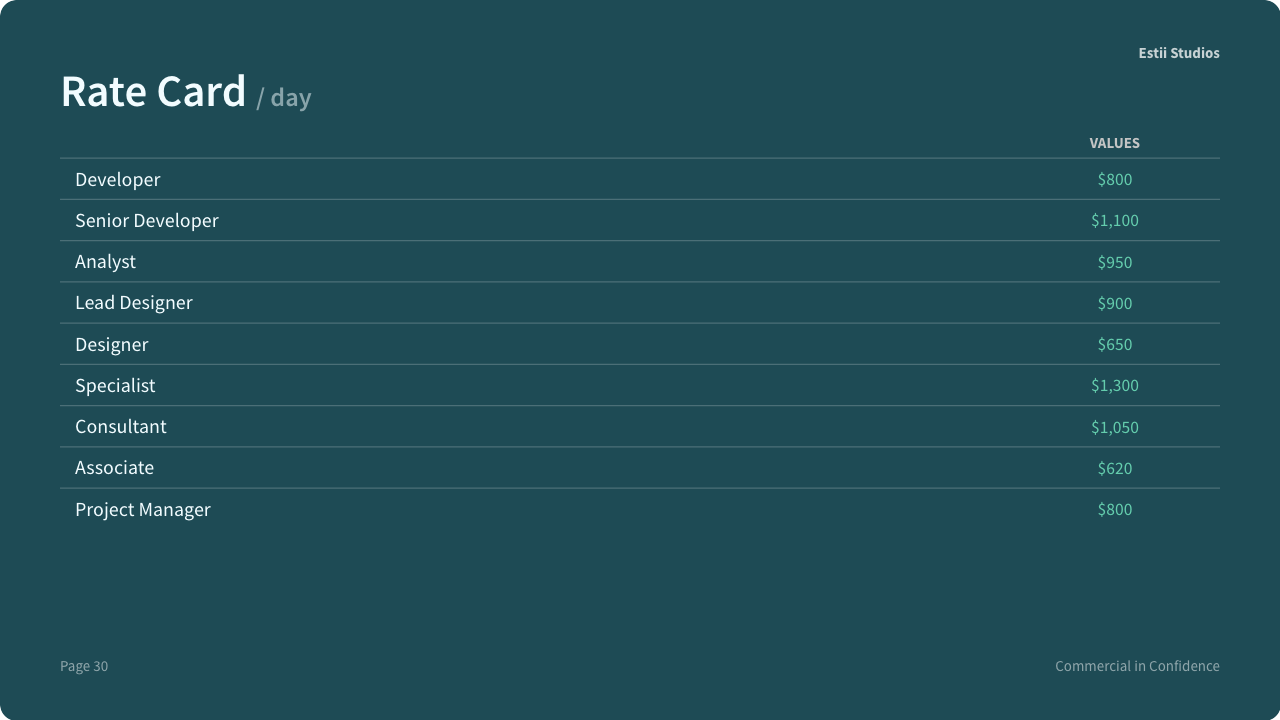 Estii Studios
Rate Card / day
VALUES
Developer $800
Senior Developer $1,100
Analyst $950
Lead Designer $900
Designer $650
Specialist $1,300
Consultant $1,050
Associate $620
Project Manager $800
Page 30 Commercial in Confidence